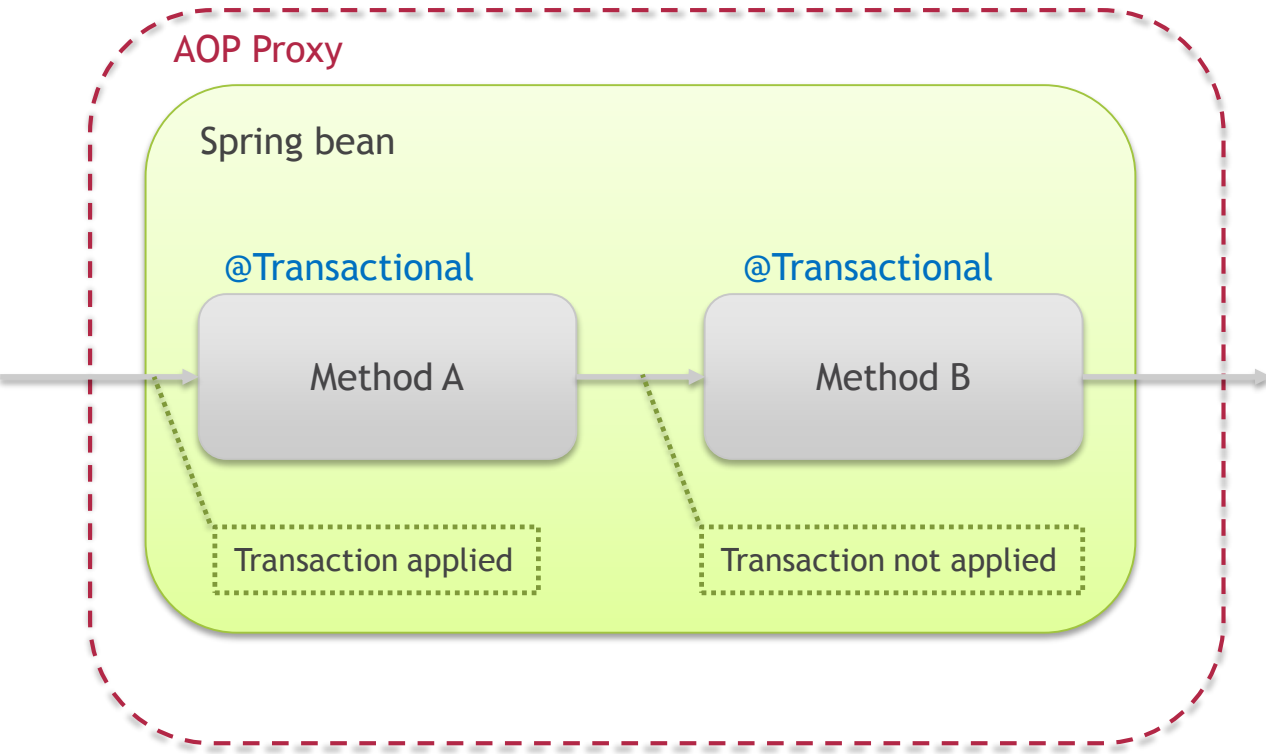 AOP Proxy
Spring bean
@Transactional
@Transactional
Method A
Method B
Transaction applied
Transaction not applied